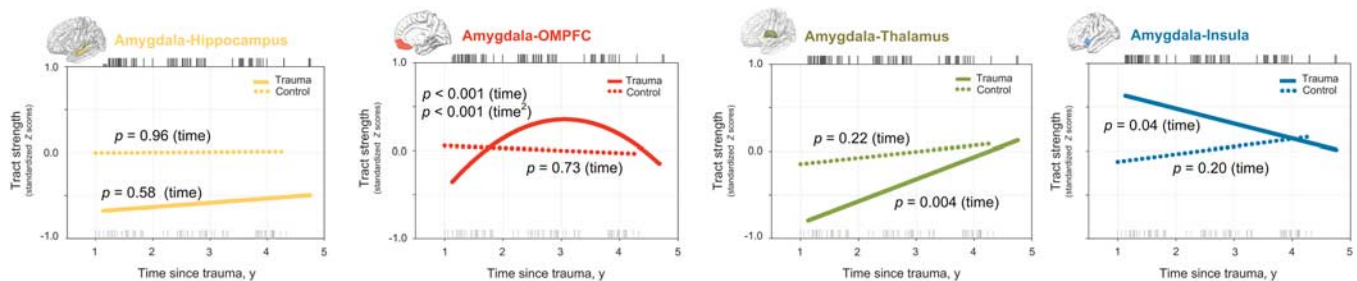 Amygdala-Hippocampus
1.0
Trauma
Control
p = 0.96 (time)
0.0
p = 0.58 (time)
-1.0
Tract strength
(standardized Z scores)
1 2 3 4 5
Time since trauma, y
Amygdala-OMPFC
1.0
Trauma
Control
p < 0.001 (time)
p < 0.001 (time²)
0.0
p = 0.73 (time)
-1.0
Tract strength
(standardized Z scores)
1 2 3 4 5
Time since trauma, y
Amygdala-Thalamus
1.0
Trauma
Control
p = 0.22 (time)
0.0
p = 0.004 (time)
-1.0
Tract strength
(standardized Z scores)
1 2 3 4 5
Time since trauma, y
Amygdala-Insula
1.0
Trauma
Control
p = 0.04 (time)
0.0
p = 0.20 (time)
-1.0
Tract strength
(standardized Z scores)
1 2 3 4 5
Time since trauma, y